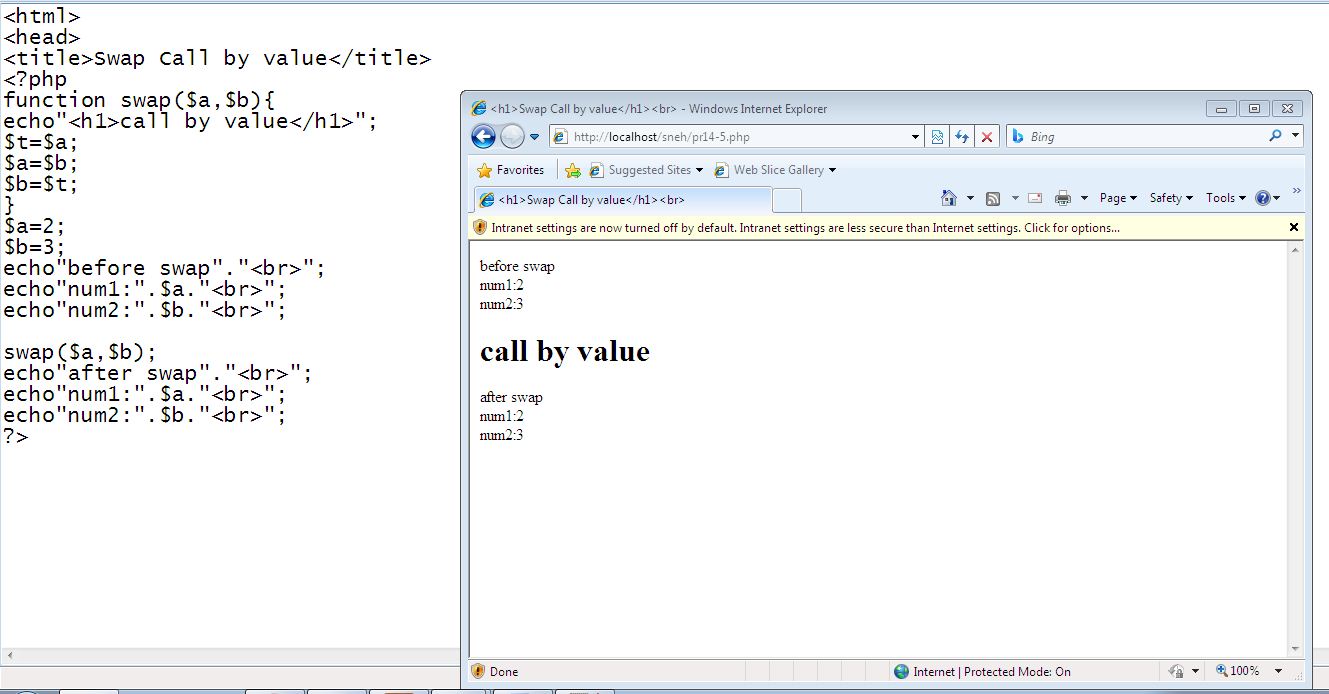 <html>
<head>
<title>Swap Call by value</title>
<?php
function swap($a,$b){
echo"<h1>call by value</h1>";
$t=$a;
$a=$b;
$b=$t;
}
$a=2;
$b=3;
echo"before swap"."<br>";
echo"num1:".$a."<br>";
echo"num2:".$b."<br>";
swap($a,$b);
echo"after swap"."<br>";
echo"num1:".$a."<br>";
echo"num2:".$b."<br>";
?>
<h1>Swap Call by value</h1><br> - Windows Internet Explorer
http://localhost/sneh/pr14-5.php
Bing
Favorites
Suggested Sites
Web Slice Gallery
<h1>Swap Call by value</h1><br>
Page
Safety
Tools
»
Intranet settings are now turned off by default. Intranet settings are less secure than Internet settings. Click for options...
before swap
num1:2
num2:3
call by value
after swap
num1:2
num2:3
Done
Internet | Protected Mode: On
100%